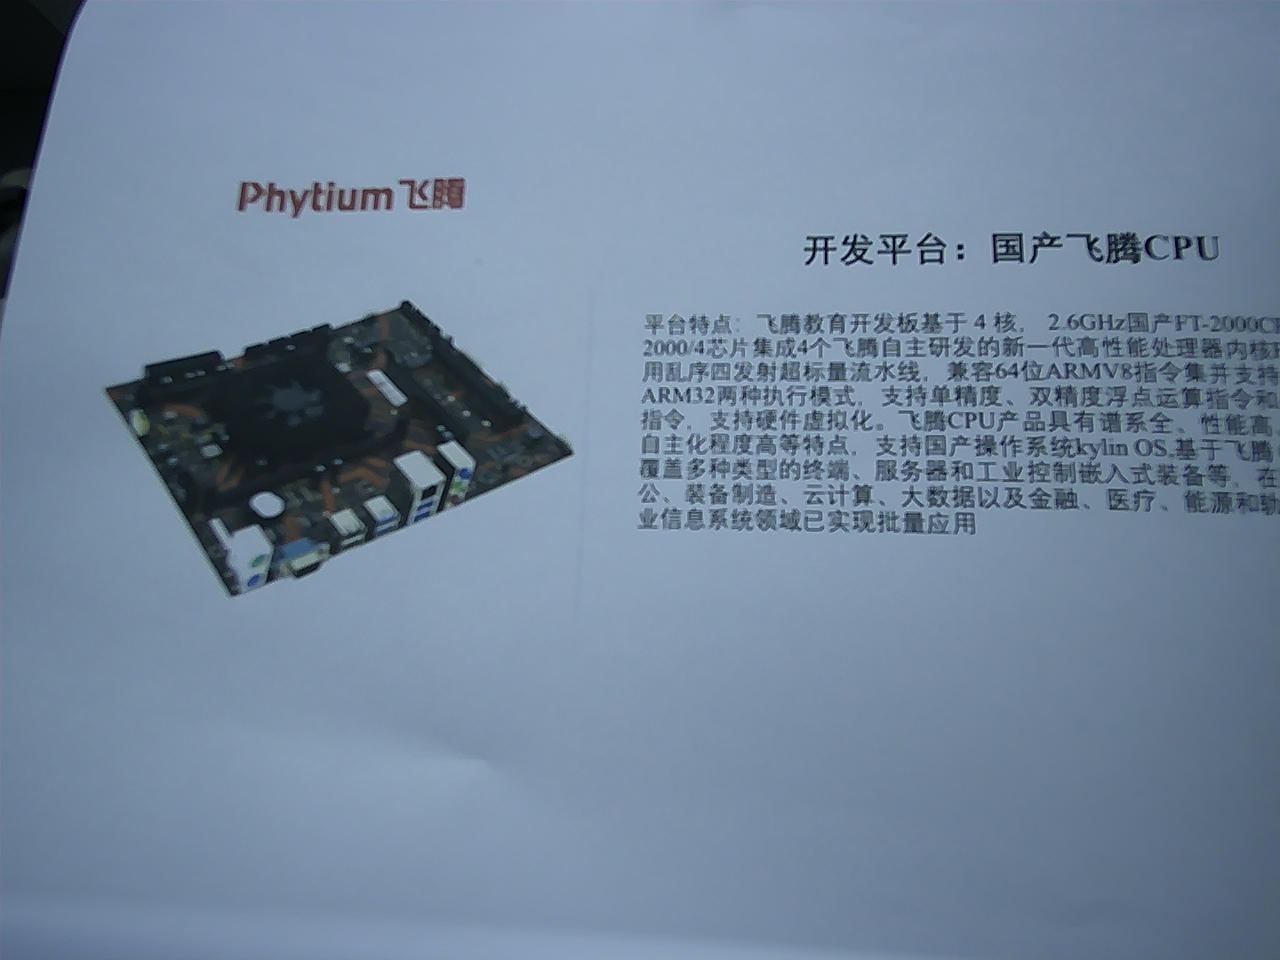 Phytium飞腾
开发平台：国产飞腾CPU
平台特点：飞腾教育开发板基于 4 核， 2.6GHz国产FT-2000C
2000/4芯片集成4个飞腾自主研发的新一代高性能处理器内核
用乱序四发射超标量流水线，兼容64位ARMV8指令集并支持
ARM32两种执行模式，支持单精度、双精度浮点运算指令和
指令，支持硬件虚拟化。飞腾CPU产品具有谱系全、性能高
自主化程度高等特点，支持国产操作系统kylin OS,基于飞腾
覆盖多种类型的终端、服务器和工业控制嵌入式装备等，在
公、装备制造、云计算、大数据以及金融、医疗、能源和轨
业信息系统领域已实现批量应用